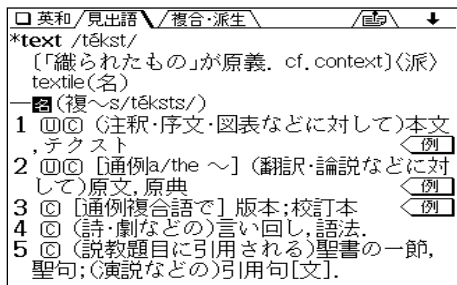 英和/見出語\/複合･派生\
*text /tékst/
〔「織られたもの」が原義. cf. context〕〈派〉
textile(名)
―名(複～s/téksts/)
1 ⓊⒸ (注釈･序文･図表などに対して)本文
,テクスト 例
2 ⓊⒸ [通例a/the ～] (翻訳･論説などに対
して)原文,原典 例
3 Ⓒ [通例複合語で] 版本;校訂本 例
4 Ⓒ (詩･劇などの)言い回し,語法.
5 Ⓒ (説教題目に引用される)聖書の一節,
聖句;(演説などの)引用句[文].